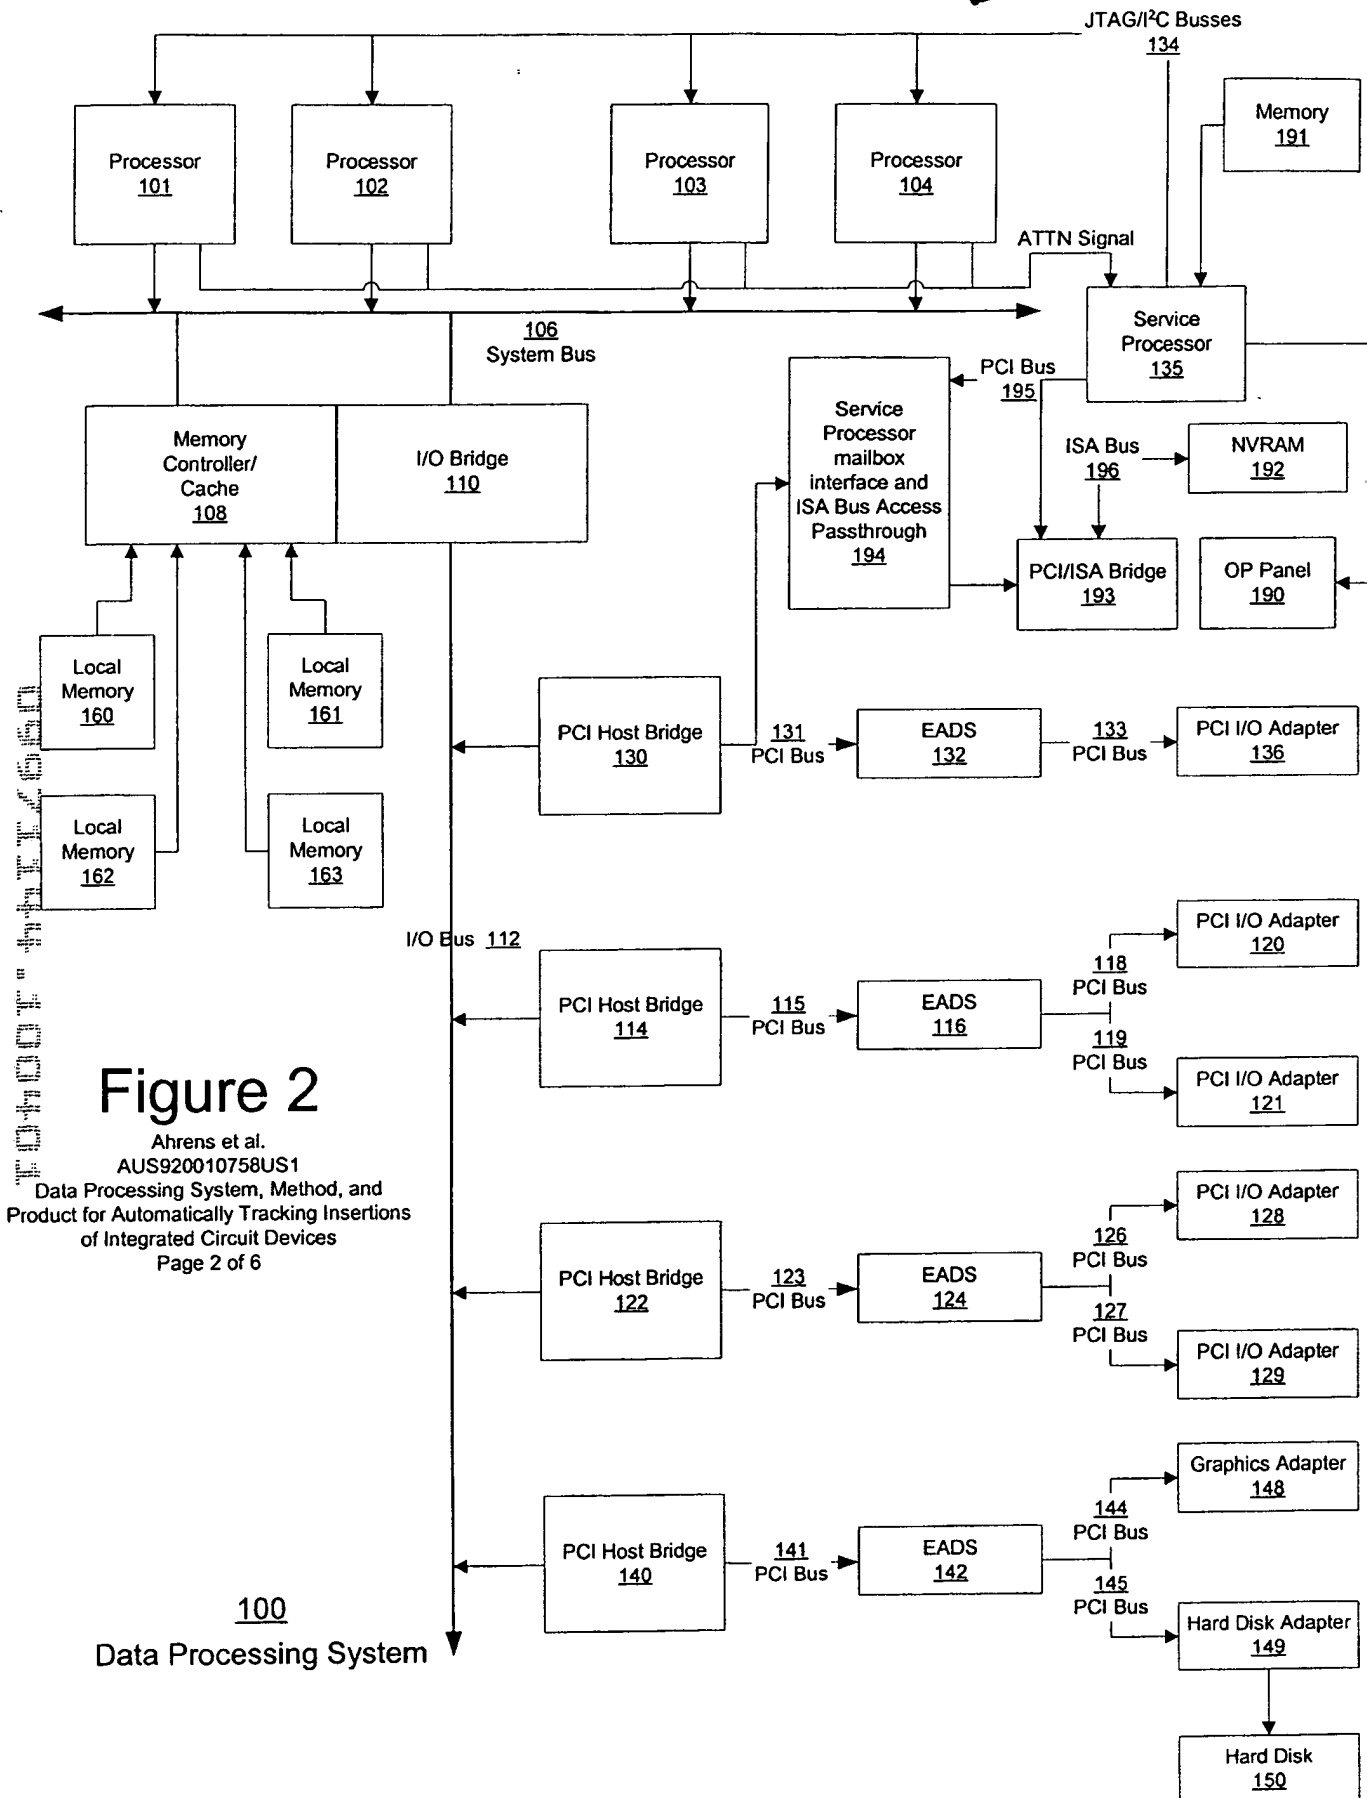 JTAG/I²C Busses
134
Memory
191
Processor
101
Processor
102
Processor
103
Processor
104
ATTN Signal
106
System Bus
Service
Processor
135
PCI Bus
195
Service
Processor
mailbox
interface and
ISA Bus Access
Passthrough
194
ISA Bus
196
NVRAM
192
Memory
Controller/
Cache
108
I/O Bridge
110
PCI/ISA Bridge
193
OP Panel
190
Local
Memory
160
Local
Memory
161
Local
Memory
162
Local
Memory
163
PCI Host Bridge
130
131
PCI Bus
EADS
132
133
PCI Bus
PCI I/O Adapter
136
I/O Bus 112
PCI Host Bridge
114
115
PCI Bus
EADS
116
118
PCI Bus
119
PCI Bus
PCI I/O Adapter
120
PCI I/O Adapter
121
Figure 2
Ahrens et al.
AUS920010758US1
Data Processing System, Method, and
Product for Automatically Tracking Insertions
of Integrated Circuit Devices
Page 2 of 6
PCI Host Bridge
122
123
PCI Bus
EADS
124
126
PCI Bus
127
PCI Bus
PCI I/O Adapter
128
PCI I/O Adapter
129
PCI Host Bridge
140
141
PCI Bus
EADS
142
144
PCI Bus
145
PCI Bus
Graphics Adapter
148
Hard Disk Adapter
149
Hard Disk
150
100
Data Processing System